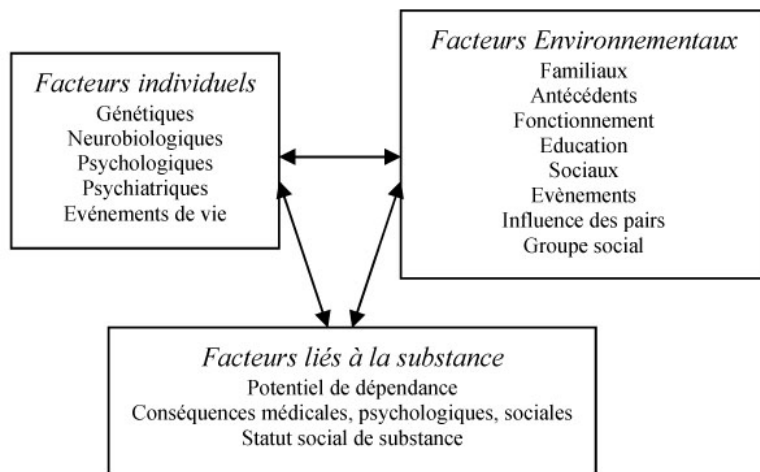 Facteurs individuels
Génétiques
Neurobiologiques
Psychologiques
Psychiatriques
Evénements de vie
Facteurs Environnementaux
Familiaux
Antécédents
Fonctionnement
Education
Sociaux
Evènements
Influence des pairs
Groupe social
Facteurs liés à la substance
Potentiel de dépendance
Conséquences médicales, psychologiques, sociales
Statut social de substance